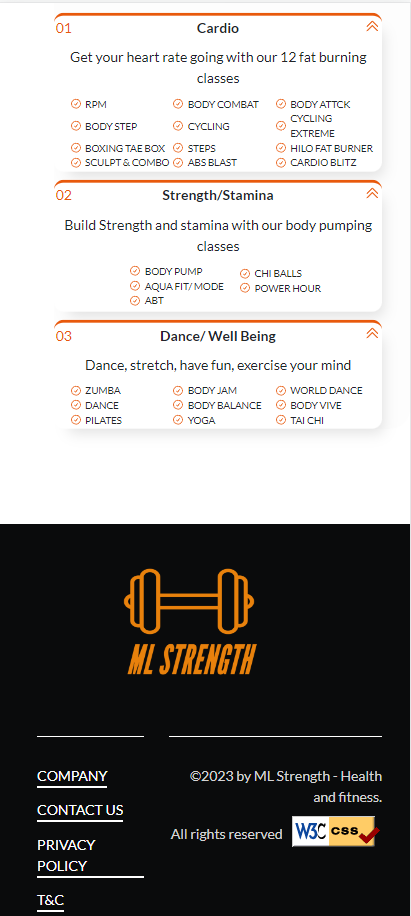 01 Cardio
Get your heart rate going with our 12 fat burning
classes
RPM BODY COMBAT BODY ATTCK
BODY STEP CYCLING CYCLING
EXTREME
BOXING TAE BOX STEPS HILO FAT BURNER
SCULPT & COMBO ABS BLAST CARDIO BLITZ
02 Strength/Stamina
Build Strength and stamina with our body pumping
classes
BODY PUMP CHI BALLS
AQUA FIT/ MODE POWER HOUR
ABT
03 Dance/ Well Being
Dance, stretch, have fun, exercise your mind
ZUMBA BODY JAM WORLD DANCE
DANCE BODY BALANCE BODY VIVE
PILATES YOGA TAI CHI
ML STRENGTH
COMPANY
CONTACT US
PRIVACY
POLICY
T&C
©2023 by ML Strength - Health
and fitness.
All rights reserved W3C css